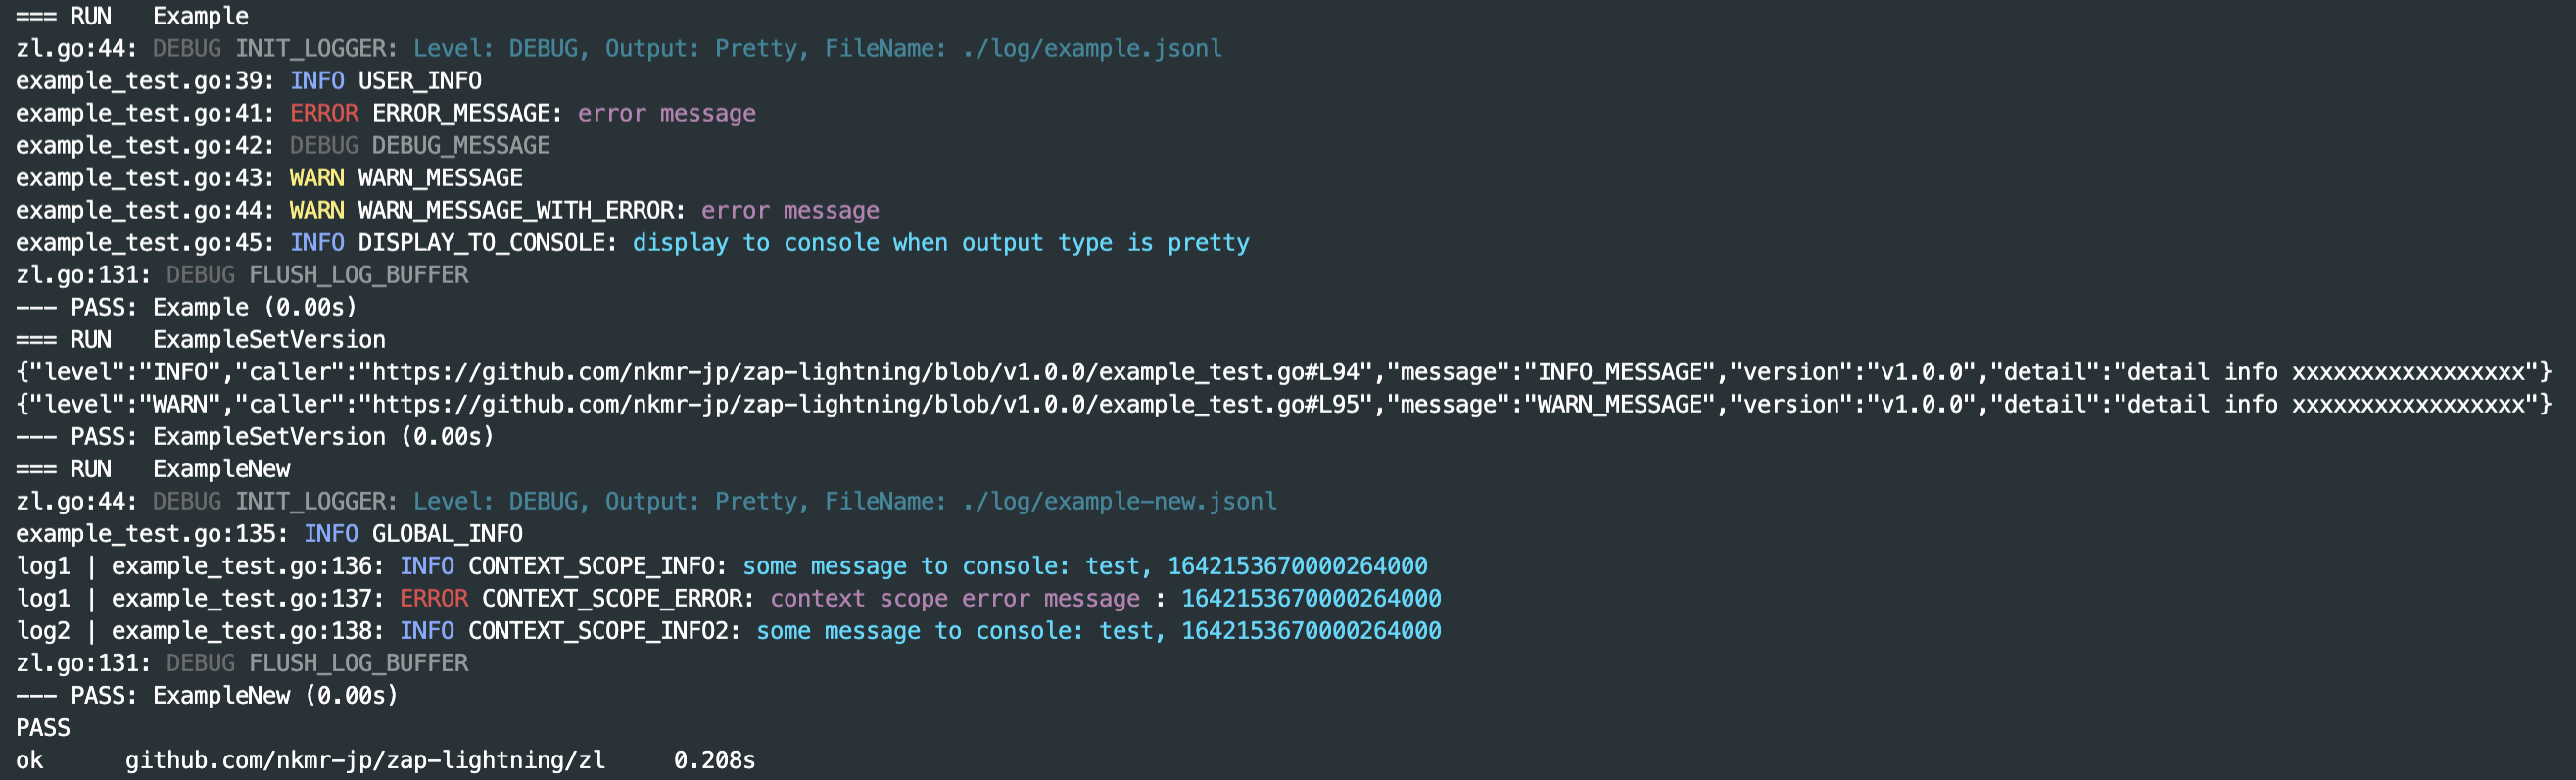 === RUN   Example
zl.go:44: DEBUG INIT_LOGGER: Level: DEBUG, Output: Pretty, FileName: ./log/example.jsonl
example_test.go:39: INFO USER_INFO
example_test.go:41: ERROR ERROR_MESSAGE: error message
example_test.go:42: DEBUG DEBUG_MESSAGE
example_test.go:43: WARN WARN_MESSAGE
example_test.go:44: WARN WARN_MESSAGE_WITH_ERROR: error message
example_test.go:45: INFO DISPLAY_TO_CONSOLE: display to console when output type is pretty
zl.go:131: DEBUG FLUSH_LOG_BUFFER
--- PASS: Example (0.00s)
=== RUN   ExampleSetVersion
{"level":"INFO","caller":"https://github.com/nkmr-jp/zap-lightning/blob/v1.0.0/example_test.go#L94","message":"INFO_MESSAGE","version":"v1.0.0","detail":"detail info xxxxxxxxxxxxxxxxx"}
{"level":"WARN","caller":"https://github.com/nkmr-jp/zap-lightning/blob/v1.0.0/example_test.go#L95","message":"WARN_MESSAGE","version":"v1.0.0","detail":"detail info xxxxxxxxxxxxxxxxx"}
--- PASS: ExampleSetVersion (0.00s)
=== RUN   ExampleNew
zl.go:44: DEBUG INIT_LOGGER: Level: DEBUG, Output: Pretty, FileName: ./log/example-new.jsonl
example_test.go:135: INFO GLOBAL_INFO
log1 | example_test.go:136: INFO CONTEXT_SCOPE_INFO: some message to console: test, 1642153670000264000
log1 | example_test.go:137: ERROR CONTEXT_SCOPE_ERROR: context scope error message : 1642153670000264000
log2 | example_test.go:138: INFO CONTEXT_SCOPE_INFO2: some message to console: test, 1642153670000264000
zl.go:131: DEBUG FLUSH_LOG_BUFFER
--- PASS: ExampleNew (0.00s)
PASS
ok      github.com/nkmr-jp/zap-lightning/zl     0.208s